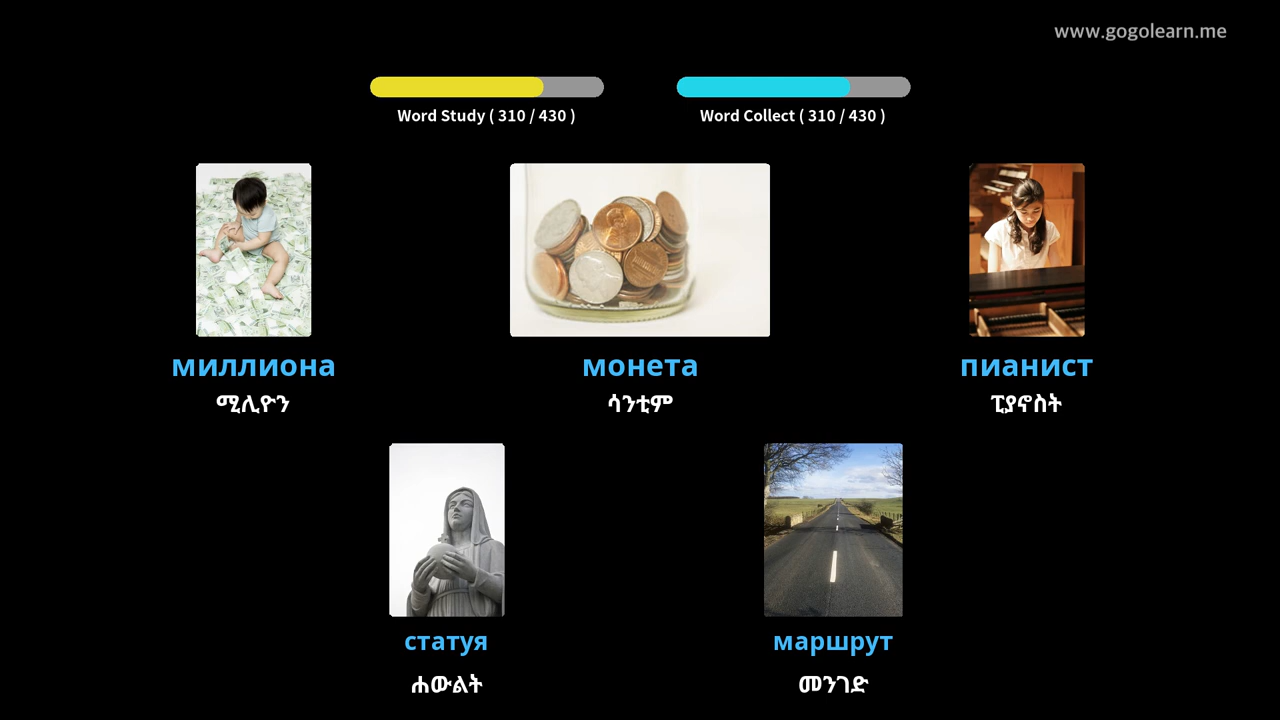 www.gogolearn.me
Word Study ( 310 / 430 )
Word Collect ( 310 / 430 )
миллиона
монета
пианист
ሚሊዮን
ሳንቲም
ፒያኖስት
статуя
маршрут
ሐውልት
መንገድ